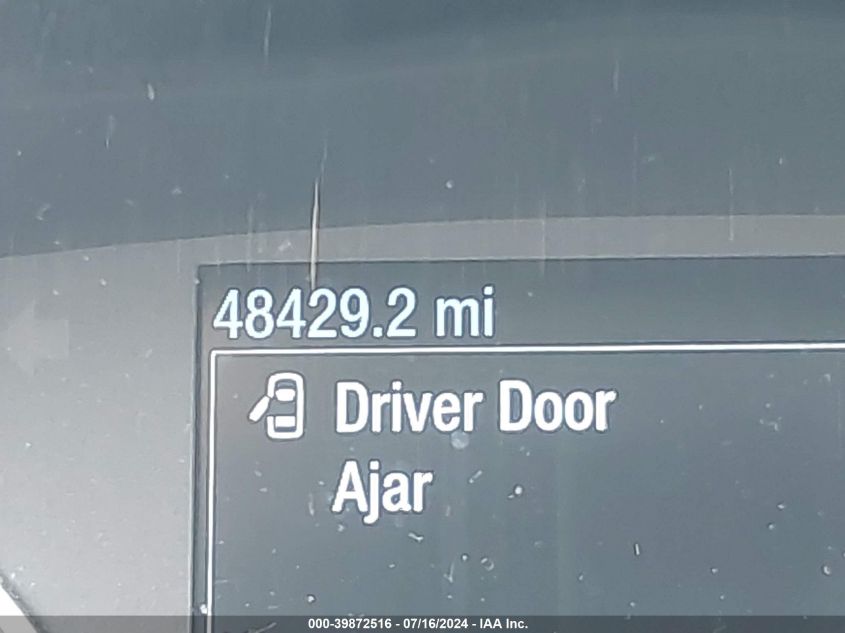 48429.2 mi
Driver Door
Ajar
000-39872516 - 07/16/2024 - IAA Inc.